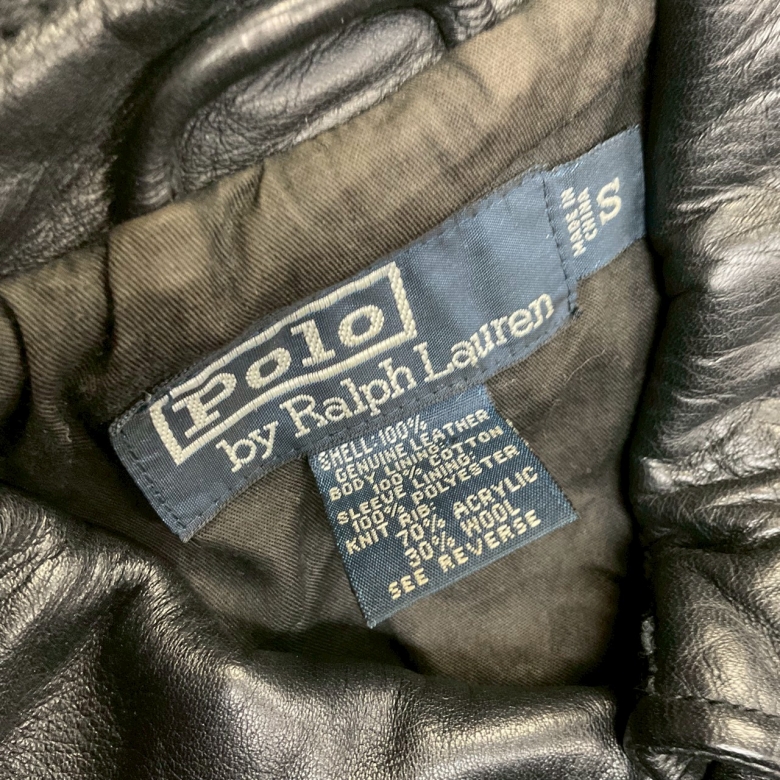 Polo
by Ralph Lauren
S
MADE IN
CHINA
SHELL:100%
GENUINE LEATHER
BODY LINING:
100% COTTON
SLEEVE LINING:
100% POLYESTER
KNIT RIB:
70% ACRYLIC
30% WOOL
SEE REVERSE